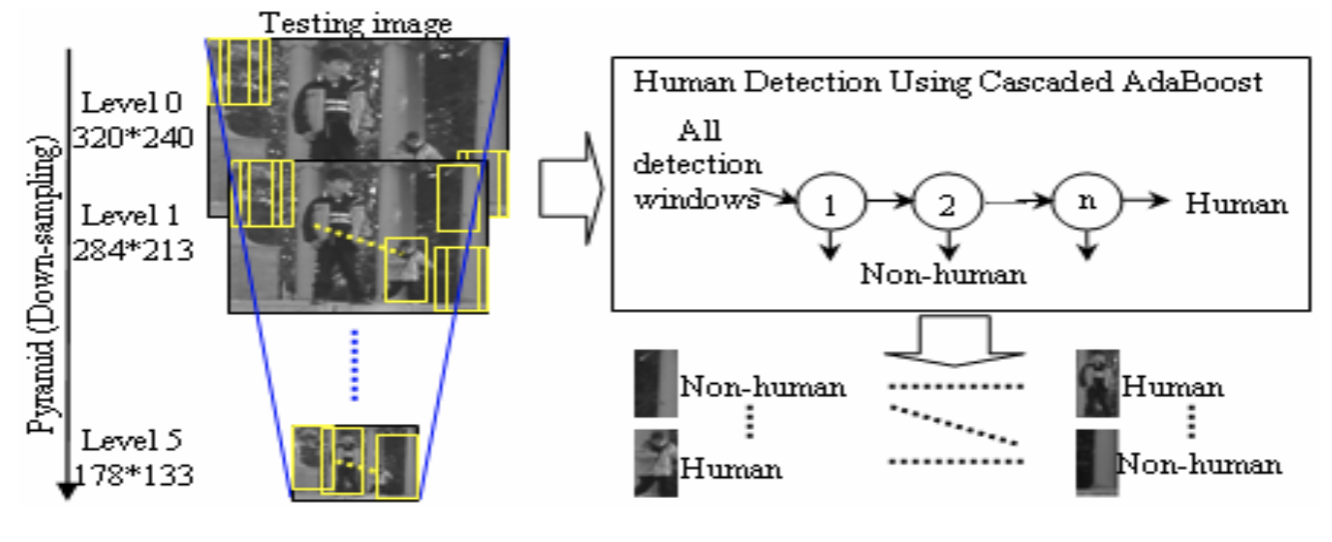 Testing image
Level 0
320*240
Level 1
284*213
Level 5
178*133
Pyramid (Down-sampling)
Human Detection Using Cascaded AdaBoost
All
detection
windows
1
2
n
Human
Non-human
Non-human
Human
Human
Non-human